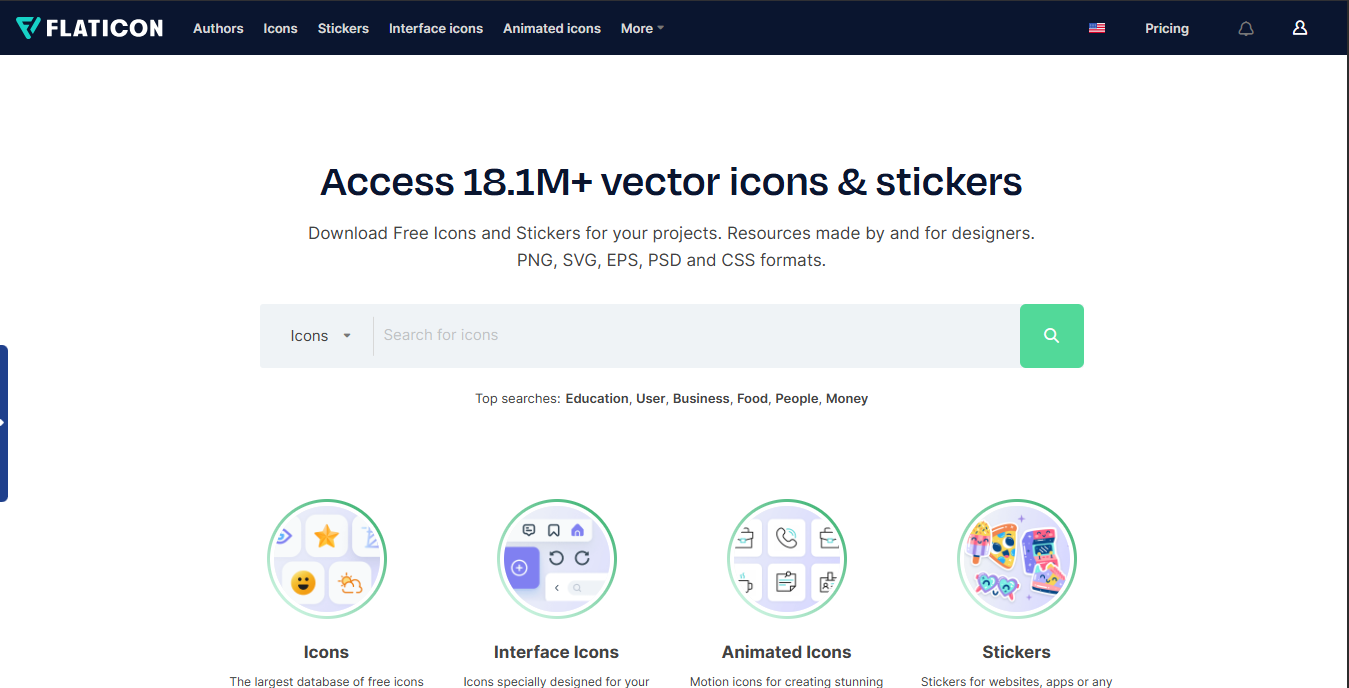 FLATICON Authors Icons Stickers Interface icons Animated icons More Pricing
Access 18.1M+ vector icons & stickers
Download Free Icons and Stickers for your projects. Resources made by and for designers.
PNG, SVG, EPS, PSD and CSS formats.
Icons Search for icons
Top searches: Education, User, Business, Food, People, Money
Icons Interface Icons Animated Icons Stickers
The largest database of free icons Icons specially designed for your Motion icons for creating stunning Stickers for websites, apps or any